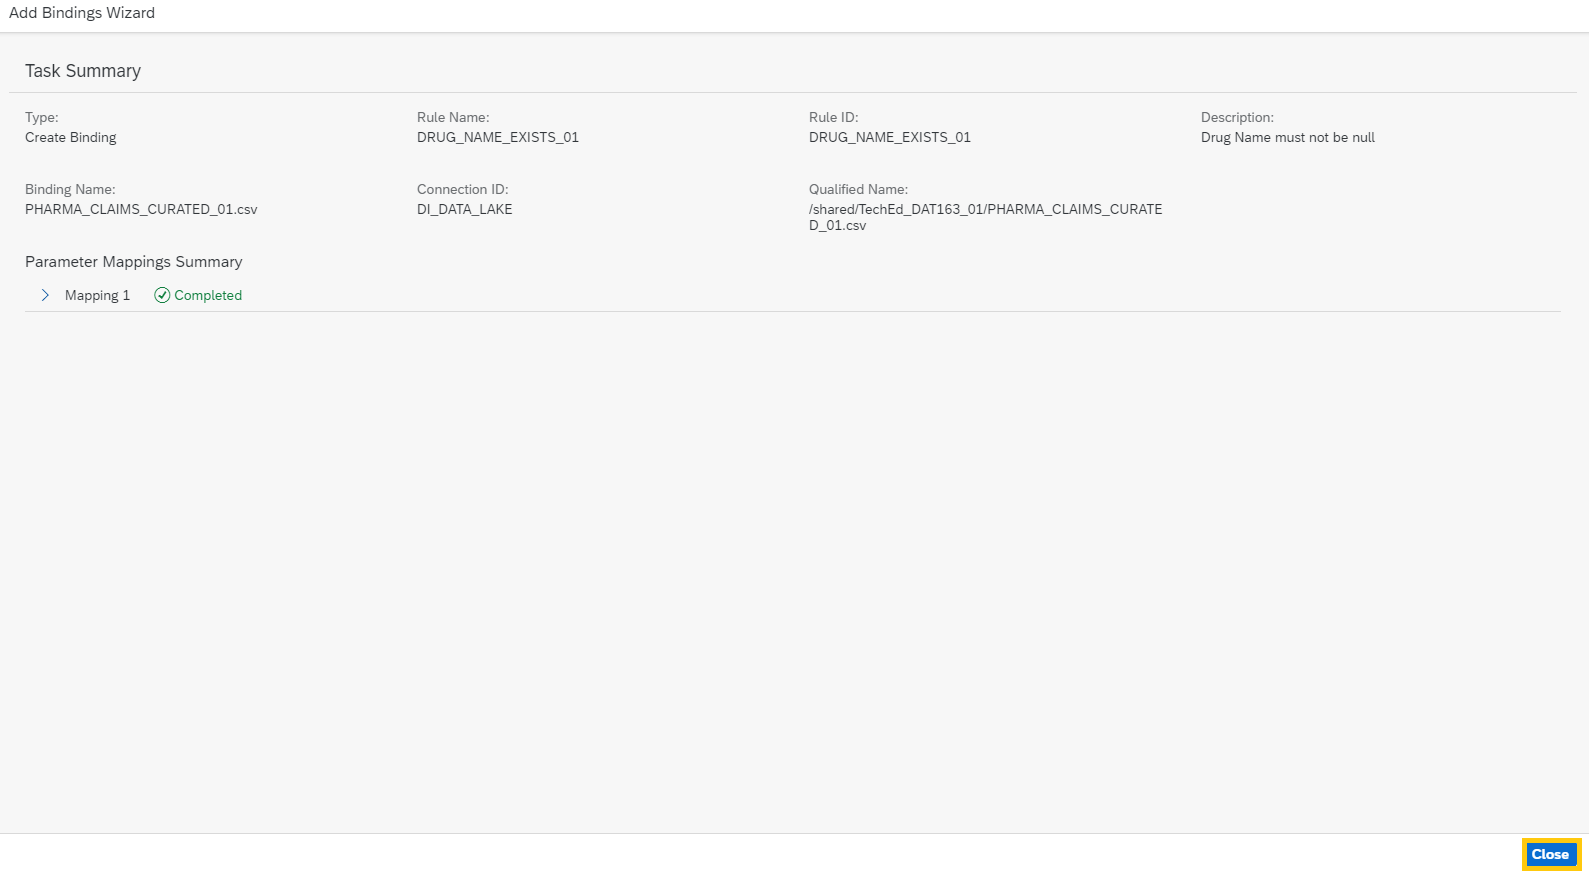 Add Bindings Wizard
Task Summary
Type:
Create Binding
Rule Name:
DRUG_NAME_EXISTS_01
Rule ID:
DRUG_NAME_EXISTS_01
Description:
Drug Name must not be null
Binding Name:
PHARMA_CLAIMS_CURATED_01.csv
Connection ID:
DI_DATA_LAKE
Qualified Name:
/shared/TechEd_DAT163_01/PHARMA_CLAIMS_CURATE
D_01.csv
Parameter Mappings Summary
Mapping 1 Completed
Close